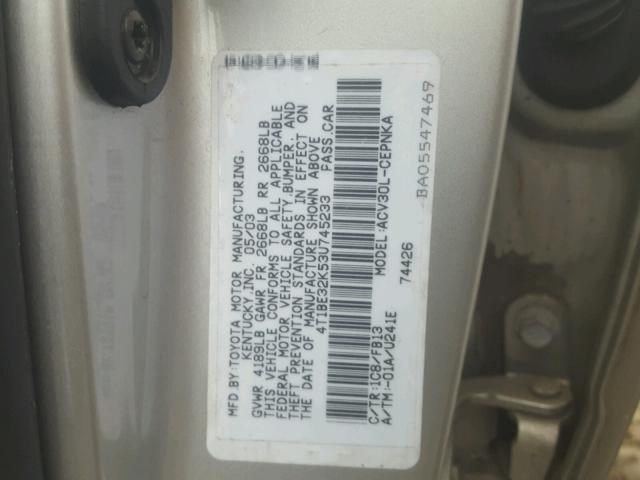 MFD BY:TOYOTA MOTOR MANUFACTURING,
KENTUCKY,INC. 05/03
GVWR 4189LB GAWR FR 2668LB RR 2668LB
THIS VEHICLE CONFORMS TO ALL APPLICABLE
FEDERAL MOTOR VEHICLE SAFETY,BUMPER, AND
THEFT PREVENTION STANDARDS IN EFFECT ON
THE DATE OF MANUFACTURE SHOWN ABOVE
4T1BE32K53U745233 PASS.CAR
C/TR:1C8/FB13 MODEL:ACV30L-CEPNKA
A/TM:-01A/U241E 74426
BA05547469